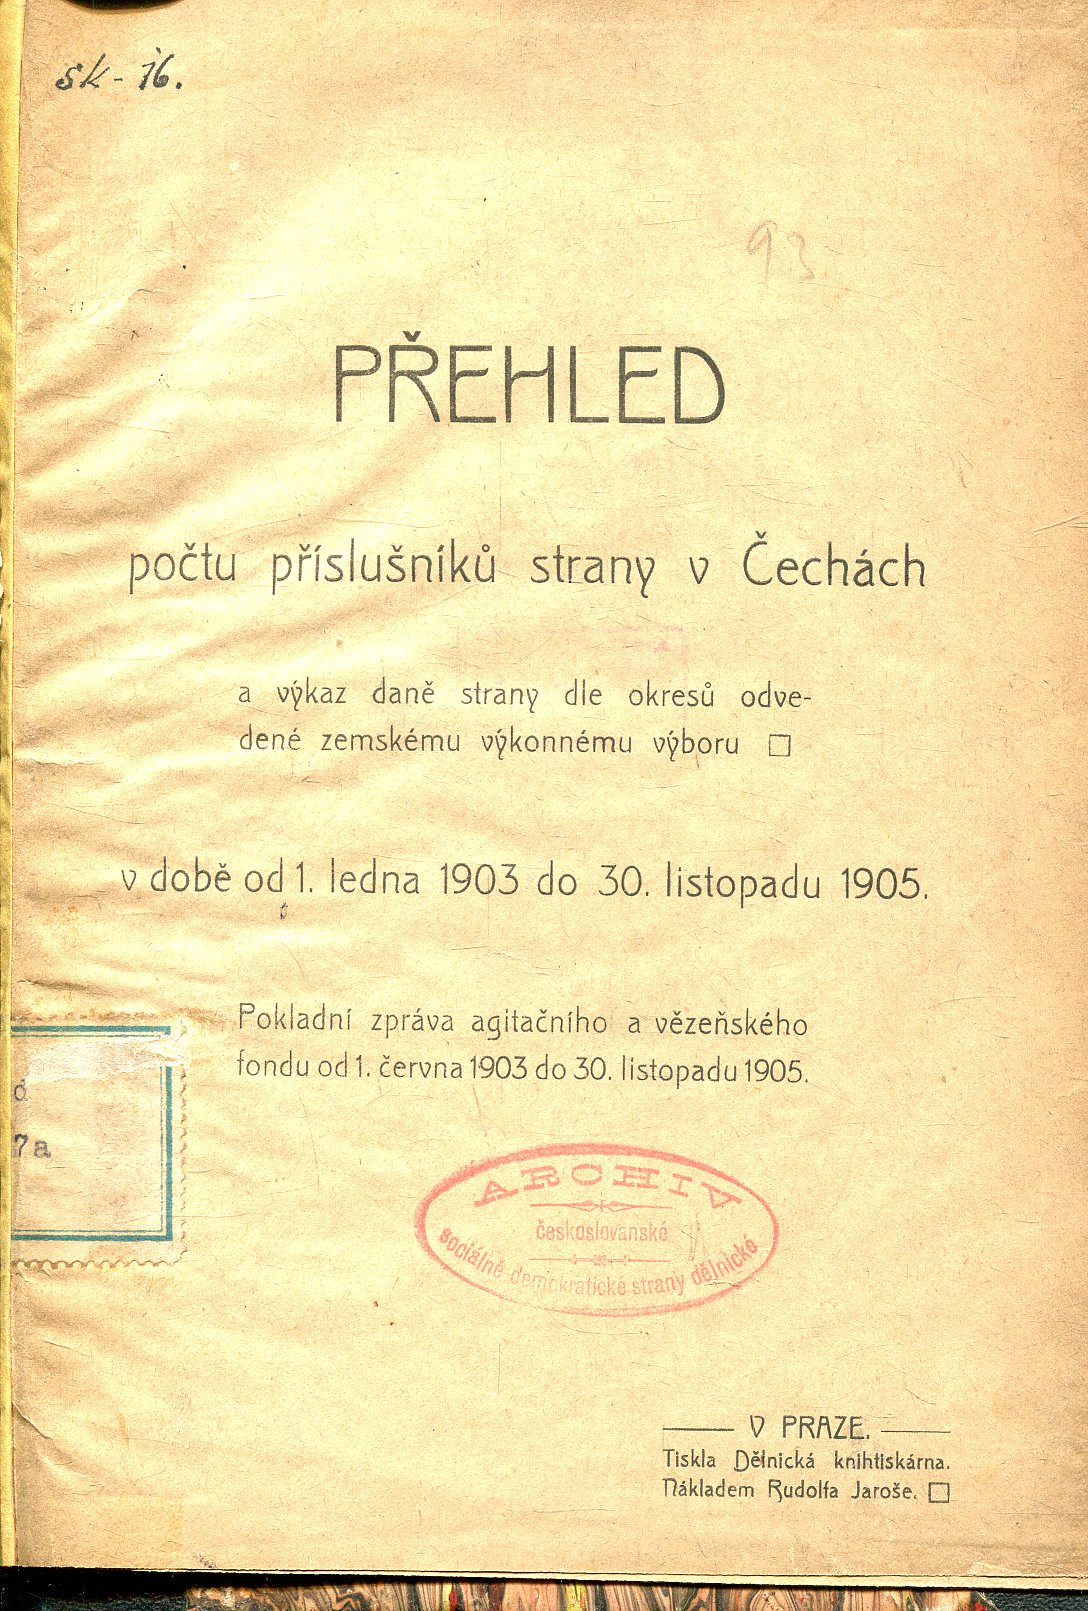 sk- 16.
93
PŘEHLED
počtu příslušníků strany v Čechách
a výkaz daně strany dle okresů odve-
dené zemskému výkonnému výboru
v době od 1. ledna 1903 do 30. listopadu 1905.
Pokladní zpráva agitačního a vězeňského
fondu od 1. června 1903 do 30. listopadu 1905.
d
7a
ARCHIV
českoslovanské
sociálně demokratické strany dělnické
V PRAZE.
Tiskla Dělnická knihtiskárna.
Nákladem Rudolfa Jaroše.